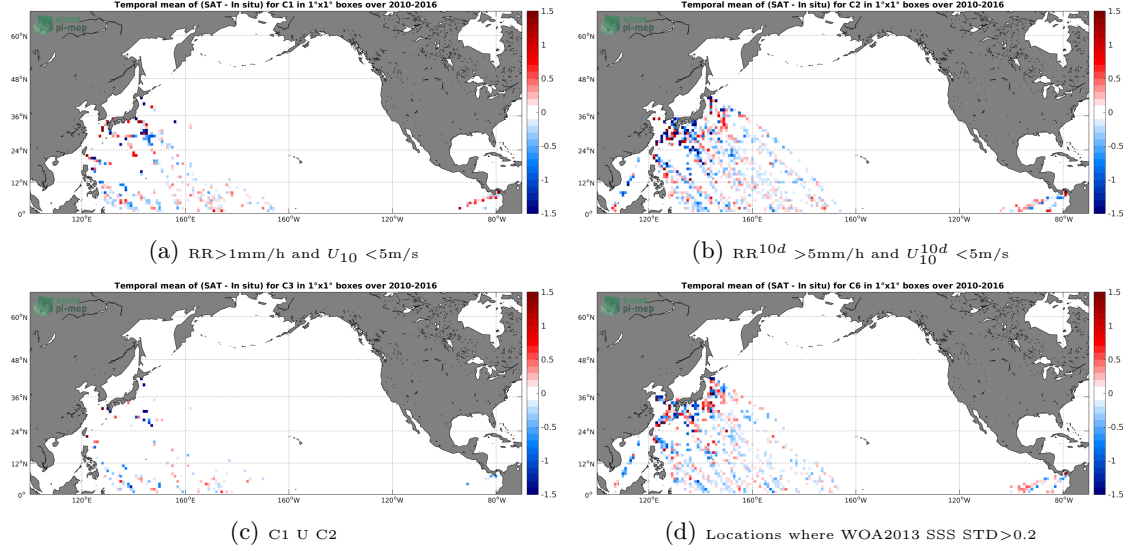 Temporal mean of (SAT - In situ) for C1 in 1°x1° boxes over 2010-2016
smos
pi-mep
60°N
48°N
36°N
24°N
12°N
0°
120°E
160°E
160°W
120°W
80°W
1.5
1
0.5
0
-0.5
-1
-1.5
(a) RR>1mm/h and U10 <5m/s
Temporal mean of (SAT - In situ) for C2 in 1°x1° boxes over 2010-2016
smos
pi-mep
60°N
48°N
36°N
24°N
12°N
0°
120°E
160°E
160°W
120°W
80°W
1.5
1
0.5
0
-0.5
-1
-1.5
(b) RR^10d >5mm/h and U10^10d <5m/s
Temporal mean of (SAT - In situ) for C3 in 1°x1° boxes over 2010-2016
smos
pi-mep
60°N
48°N
36°N
24°N
12°N
0°
120°E
160°E
160°W
120°W
80°W
1.5
1
0.5
0
-0.5
-1
-1.5
(c) C1 U C2
Temporal mean of (SAT - In situ) for C6 in 1°x1° boxes over 2010-2016
smos
pi-mep
60°N
48°N
36°N
24°N
12°N
0°
120°E
160°E
160°W
120°W
80°W
1.5
1
0.5
0
-0.5
-1
-1.5
(d) Locations where WOA2013 SSS STD>0.2